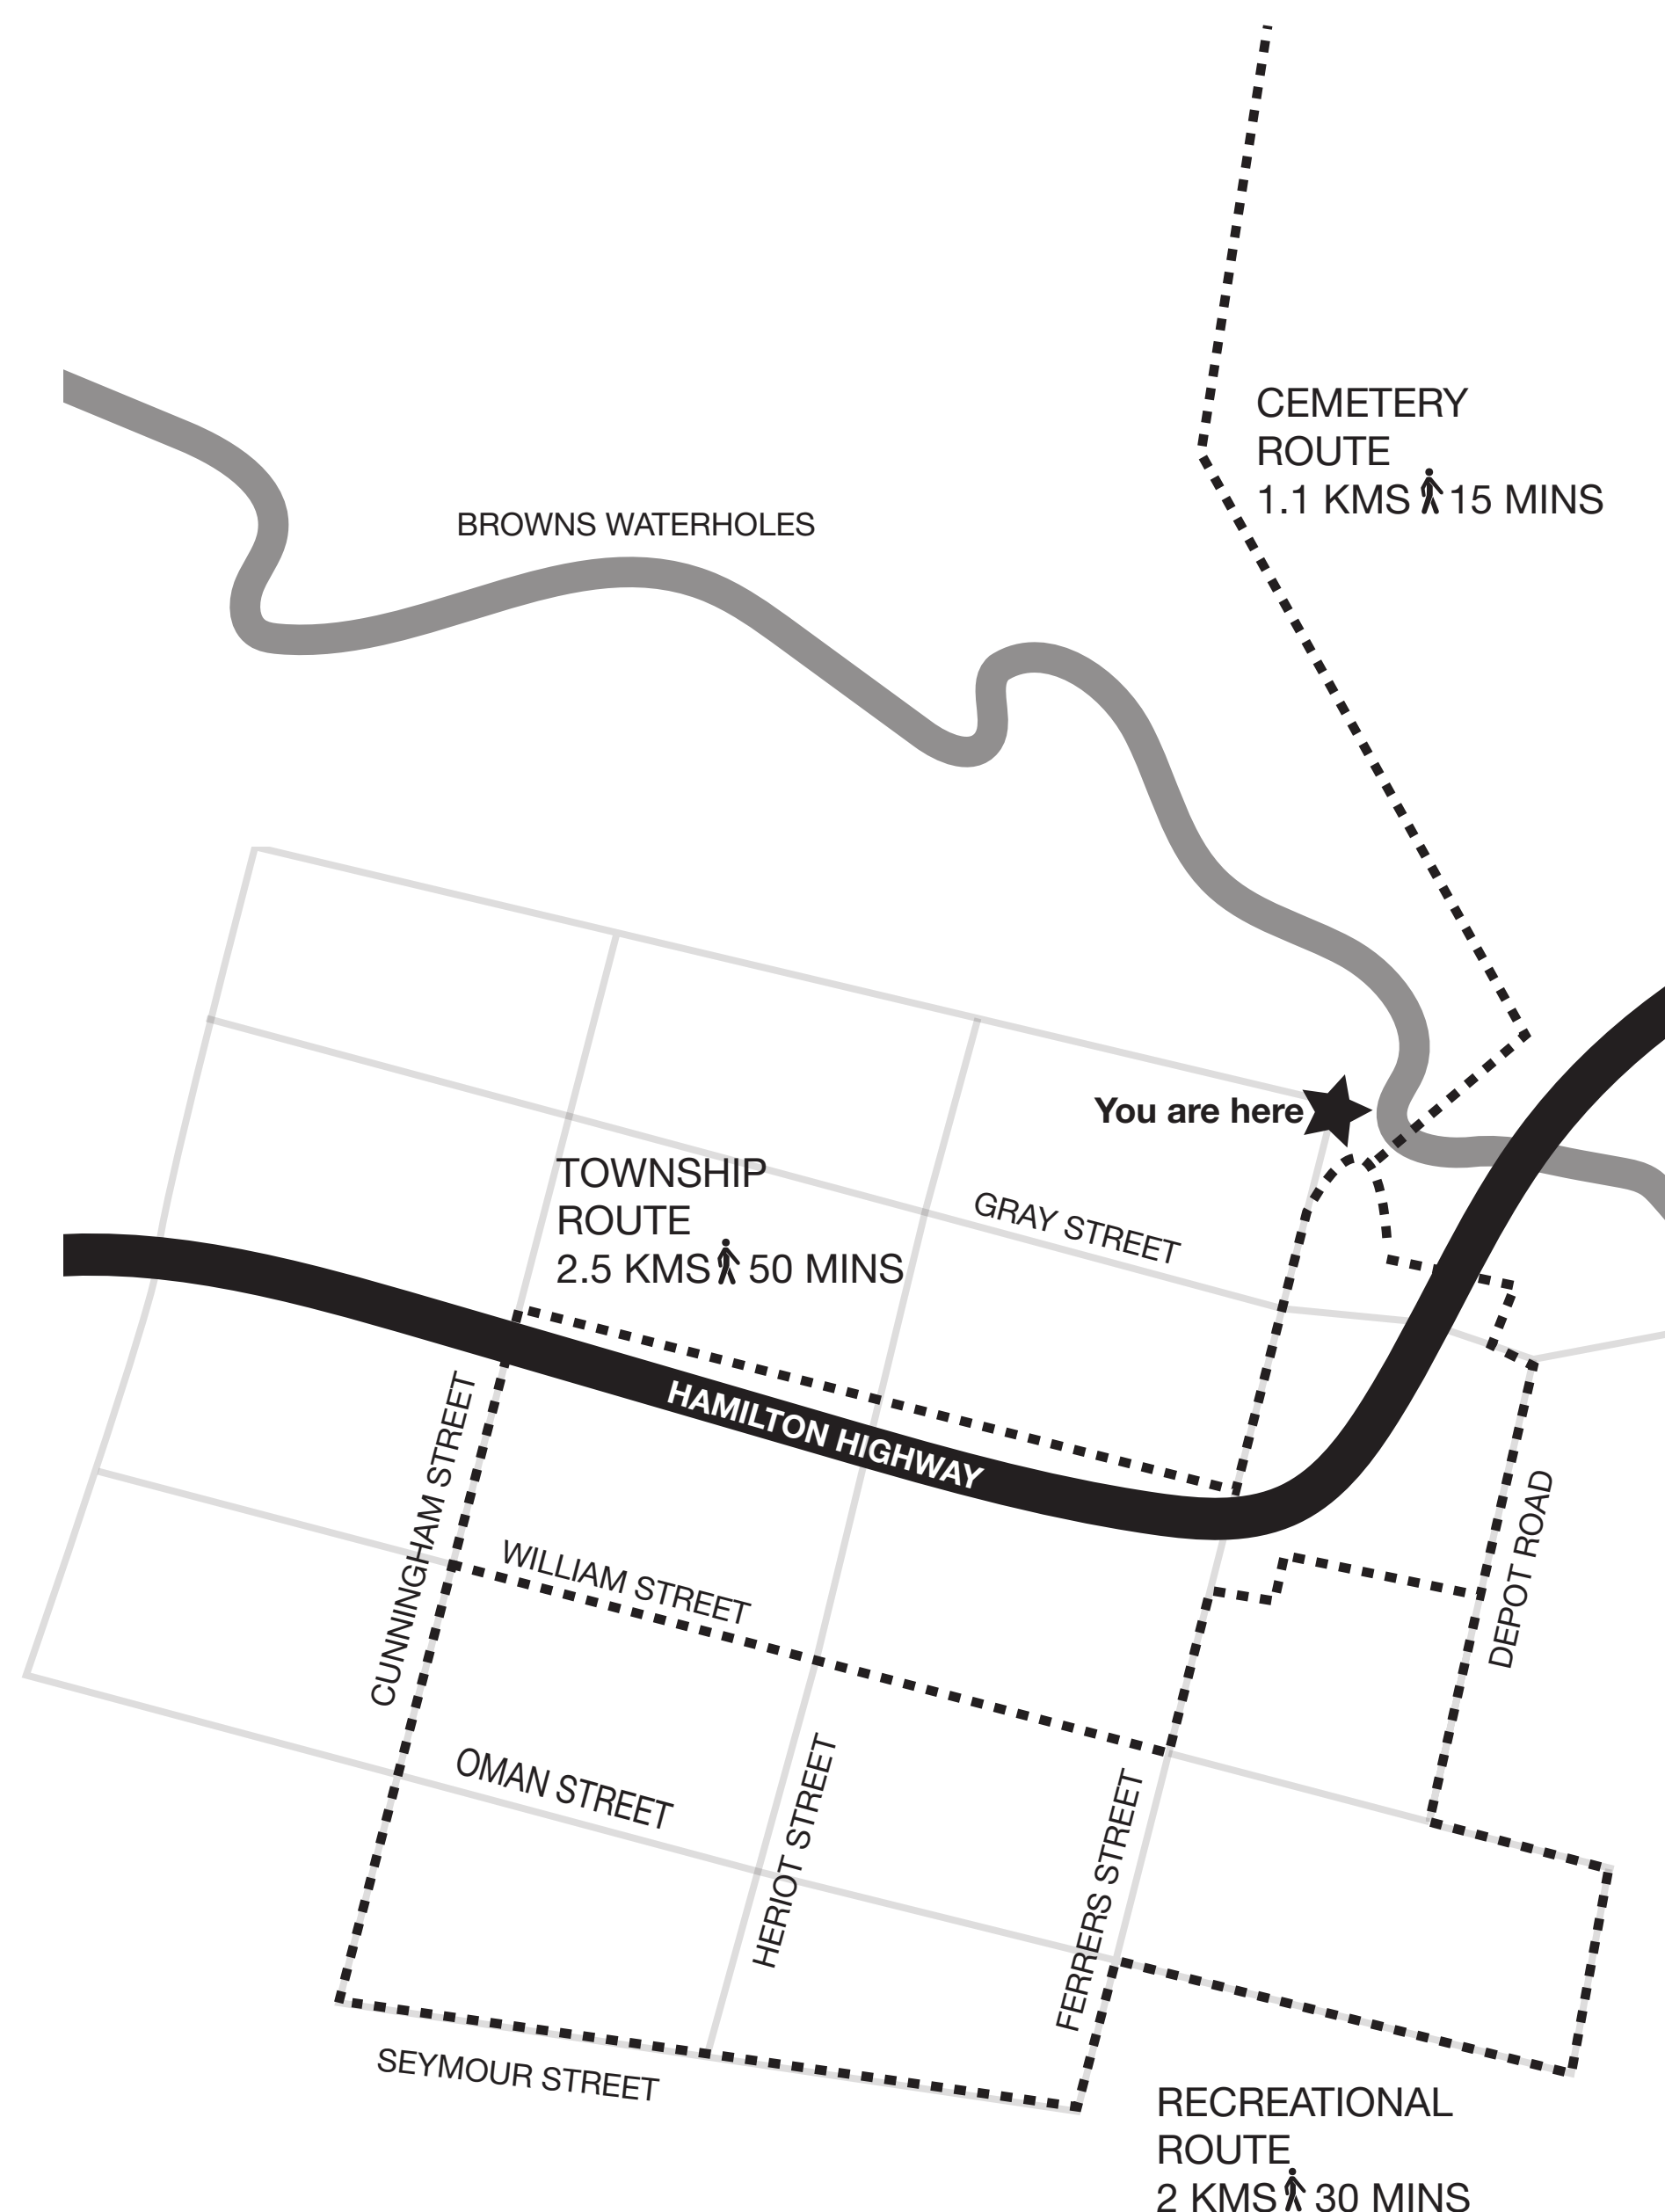 CEMETERY
ROUTE
1.1 KMS 15 MINS
BROWNS WATERHOLES
You are here
TOWNSHIP
ROUTE
2.5 KMS 50 MINS
GRAY STREET
HAMILTON HIGHWAY
CUNNINGHAM STREET
WILLIAM STREET
DEPOT ROAD
OMAN STREET
HERIOT STREET
FERRERS STREET
SEYMOUR STREET
RECREATIONAL
ROUTE
2 KMS 30 MINS